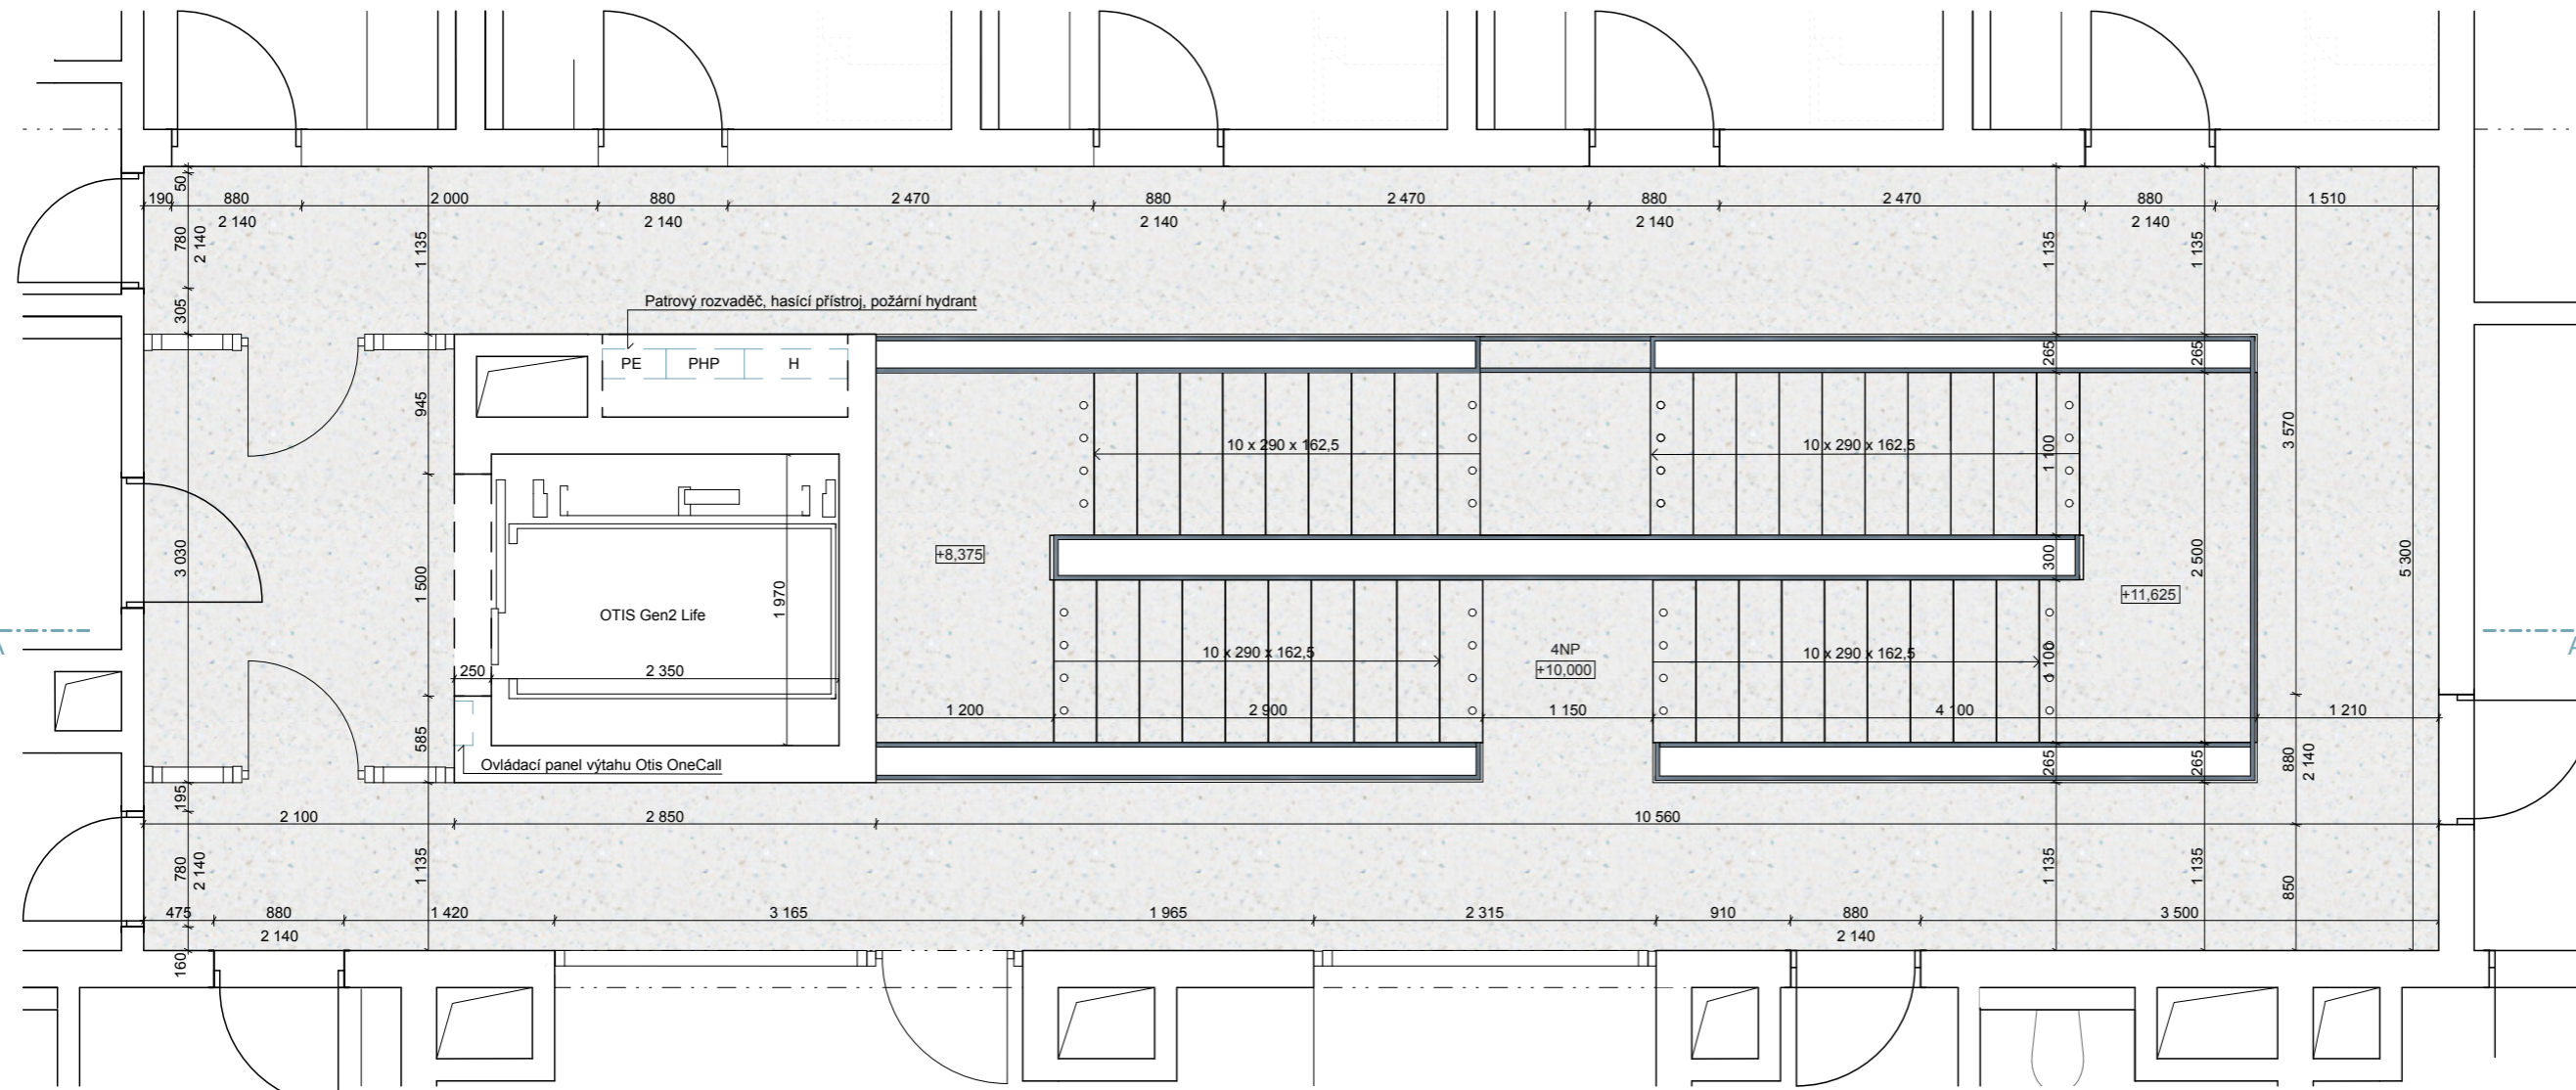 190 880 2 000 880 2 470 880 2 470 880 2 470 880 1 510
2 140 2 140 2 140 2 140 2 140
50
780
2 140
305
1 135
1 135
1 135
Patrový rozvaděč, hasící přístroj, požární hydrant
PE PHP H
265
265
945
3 570
10 x 290 x 162,5
10 x 290 x 162,5
1 100
+8,375
3 030
1 500
1 970
300
2 500
5 300
+11,625
OTIS Gen2 Life
10 x 290 x 162,5
10 x 290 x 162,5
1 100
4NP
+10,000
250 2 350
1 200 2 900 1 150 4 100 1 210
585
Ovládací panel výtahu Otis OneCall
265
265
880
2 140
195
2 100 2 850 10 560
780
2 140
1 135
1 135
1 135
850
475 880 1 420 3 165 1 965 2 315 910 880 3 500
2 140 2 140
160